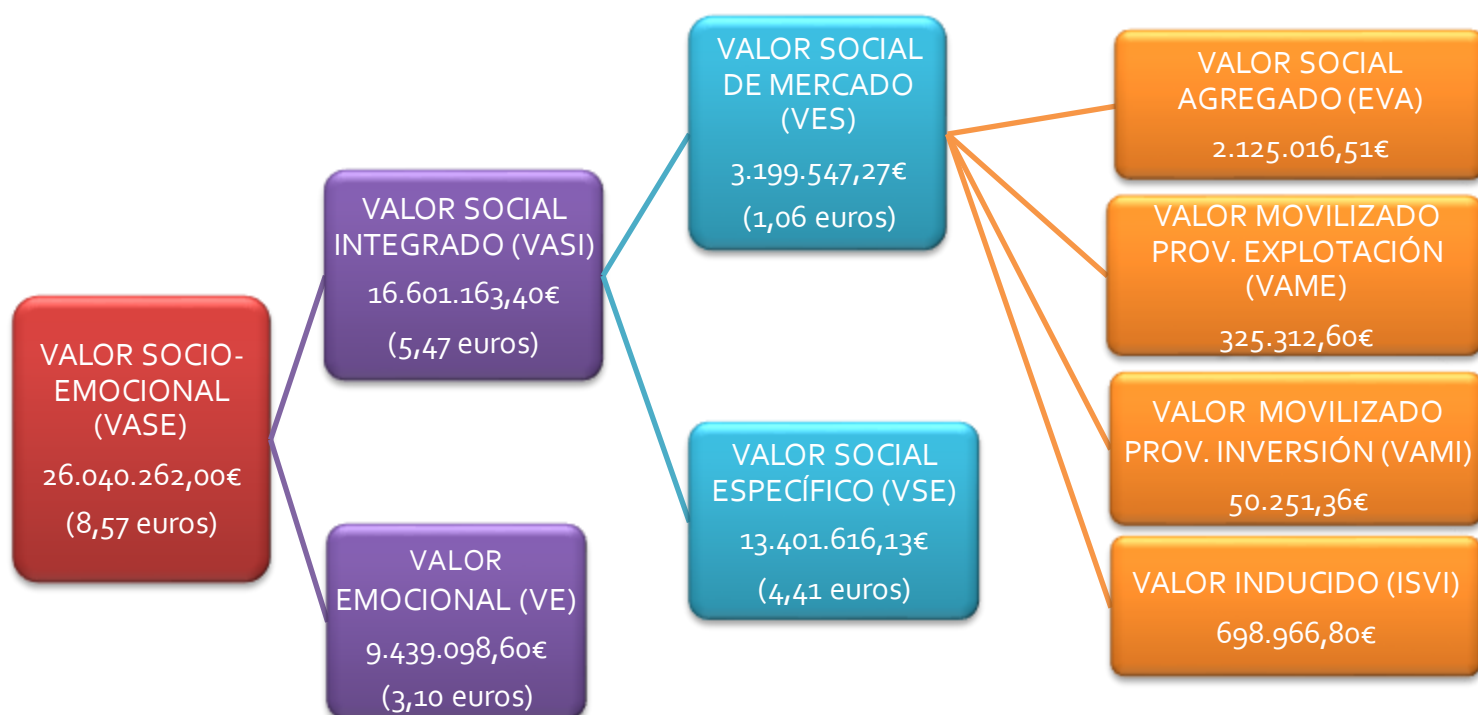 VALOR SOCIO-
EMOCIONAL
(VASE)
26.040.262,00€
(8,57 euros)
VALOR SOCIAL
INTEGRADO (VASI)
16.601.163,40€
(5,47 euros)
VALOR
EMOCIONAL (VE)
9.439.098,60€
(3,10 euros)
VALOR SOCIAL
DE MERCADO
(VES)
3.199.547,27€
(1,06 euros)
VALOR SOCIAL
ESPECÍFICO (VSE)
13.401.616,13€
(4,41 euros)
VALOR SOCIAL
AGREGADO (EVA)
2.125.016,51€
VALOR MOVILIZADO
PROV. EXPLOTACIÓN
(VAME)
325.312,60€
VALOR MOVILIZADO
PROV. INVERSIÓN (VAMI)
50.251,36€
VALOR INDUCIDO (ISVI)
698.966,80€